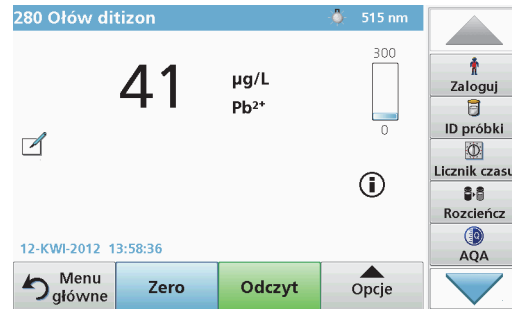 280 Ołów ditizon
515 nm
300
41
µg/L
Pb²⁺
0
12-KWI-2012 13:58:36
Menu
główne
Zero
Odczyt
Opcje
Zaloguj
ID próbki
Licznik czasu
Rozcieńcz
AQA